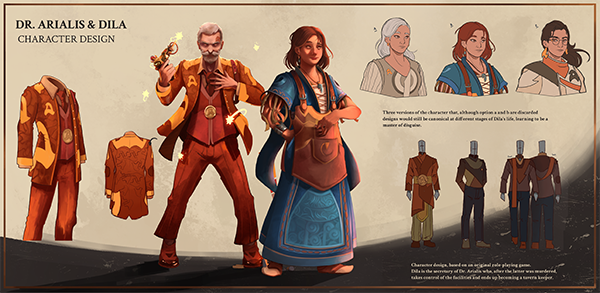 DR. ARIALIS & DILA
CHARACTER DESIGN
Three versions of the character that, although option a and b are discarded
designs would still be canonical at different stages of Dila's life, learning to be a
master of disguise.
Character design, based on an original role-playing game.
Dila is the secretary of Dr. Arialis who, after the latter was murdered,
takes control of the facilities and ends up becoming a tavern keeper.